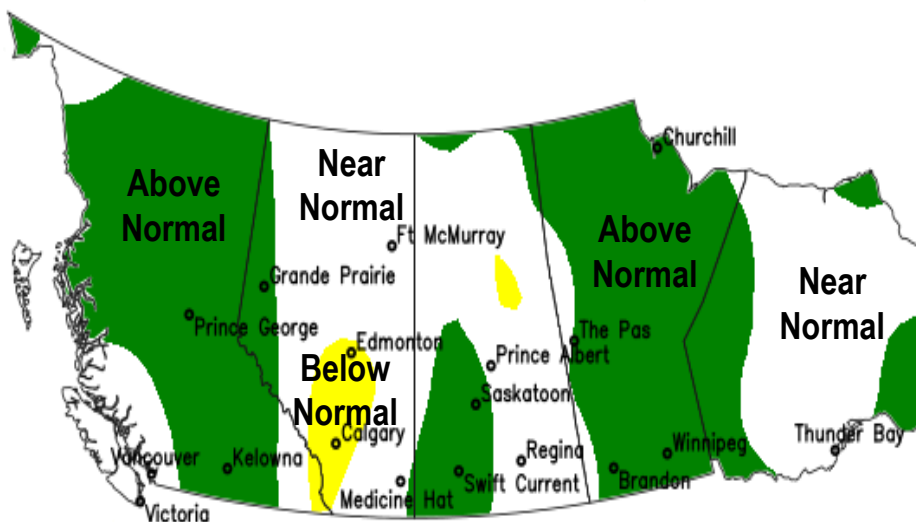 Churchill
Above
Normal
Near
Normal
Ft McMurray
Above
Normal
Near
Normal
Grande Prairie
Prince George
The Pas
Edmonton
Prince Albert
Below
Normal
Saskatoon
Calgary
Vancouver
Kelowna
Medicine Hat
Swift Current
Regina
Winnipeg
Brandon
Thunder Bay
Victoria